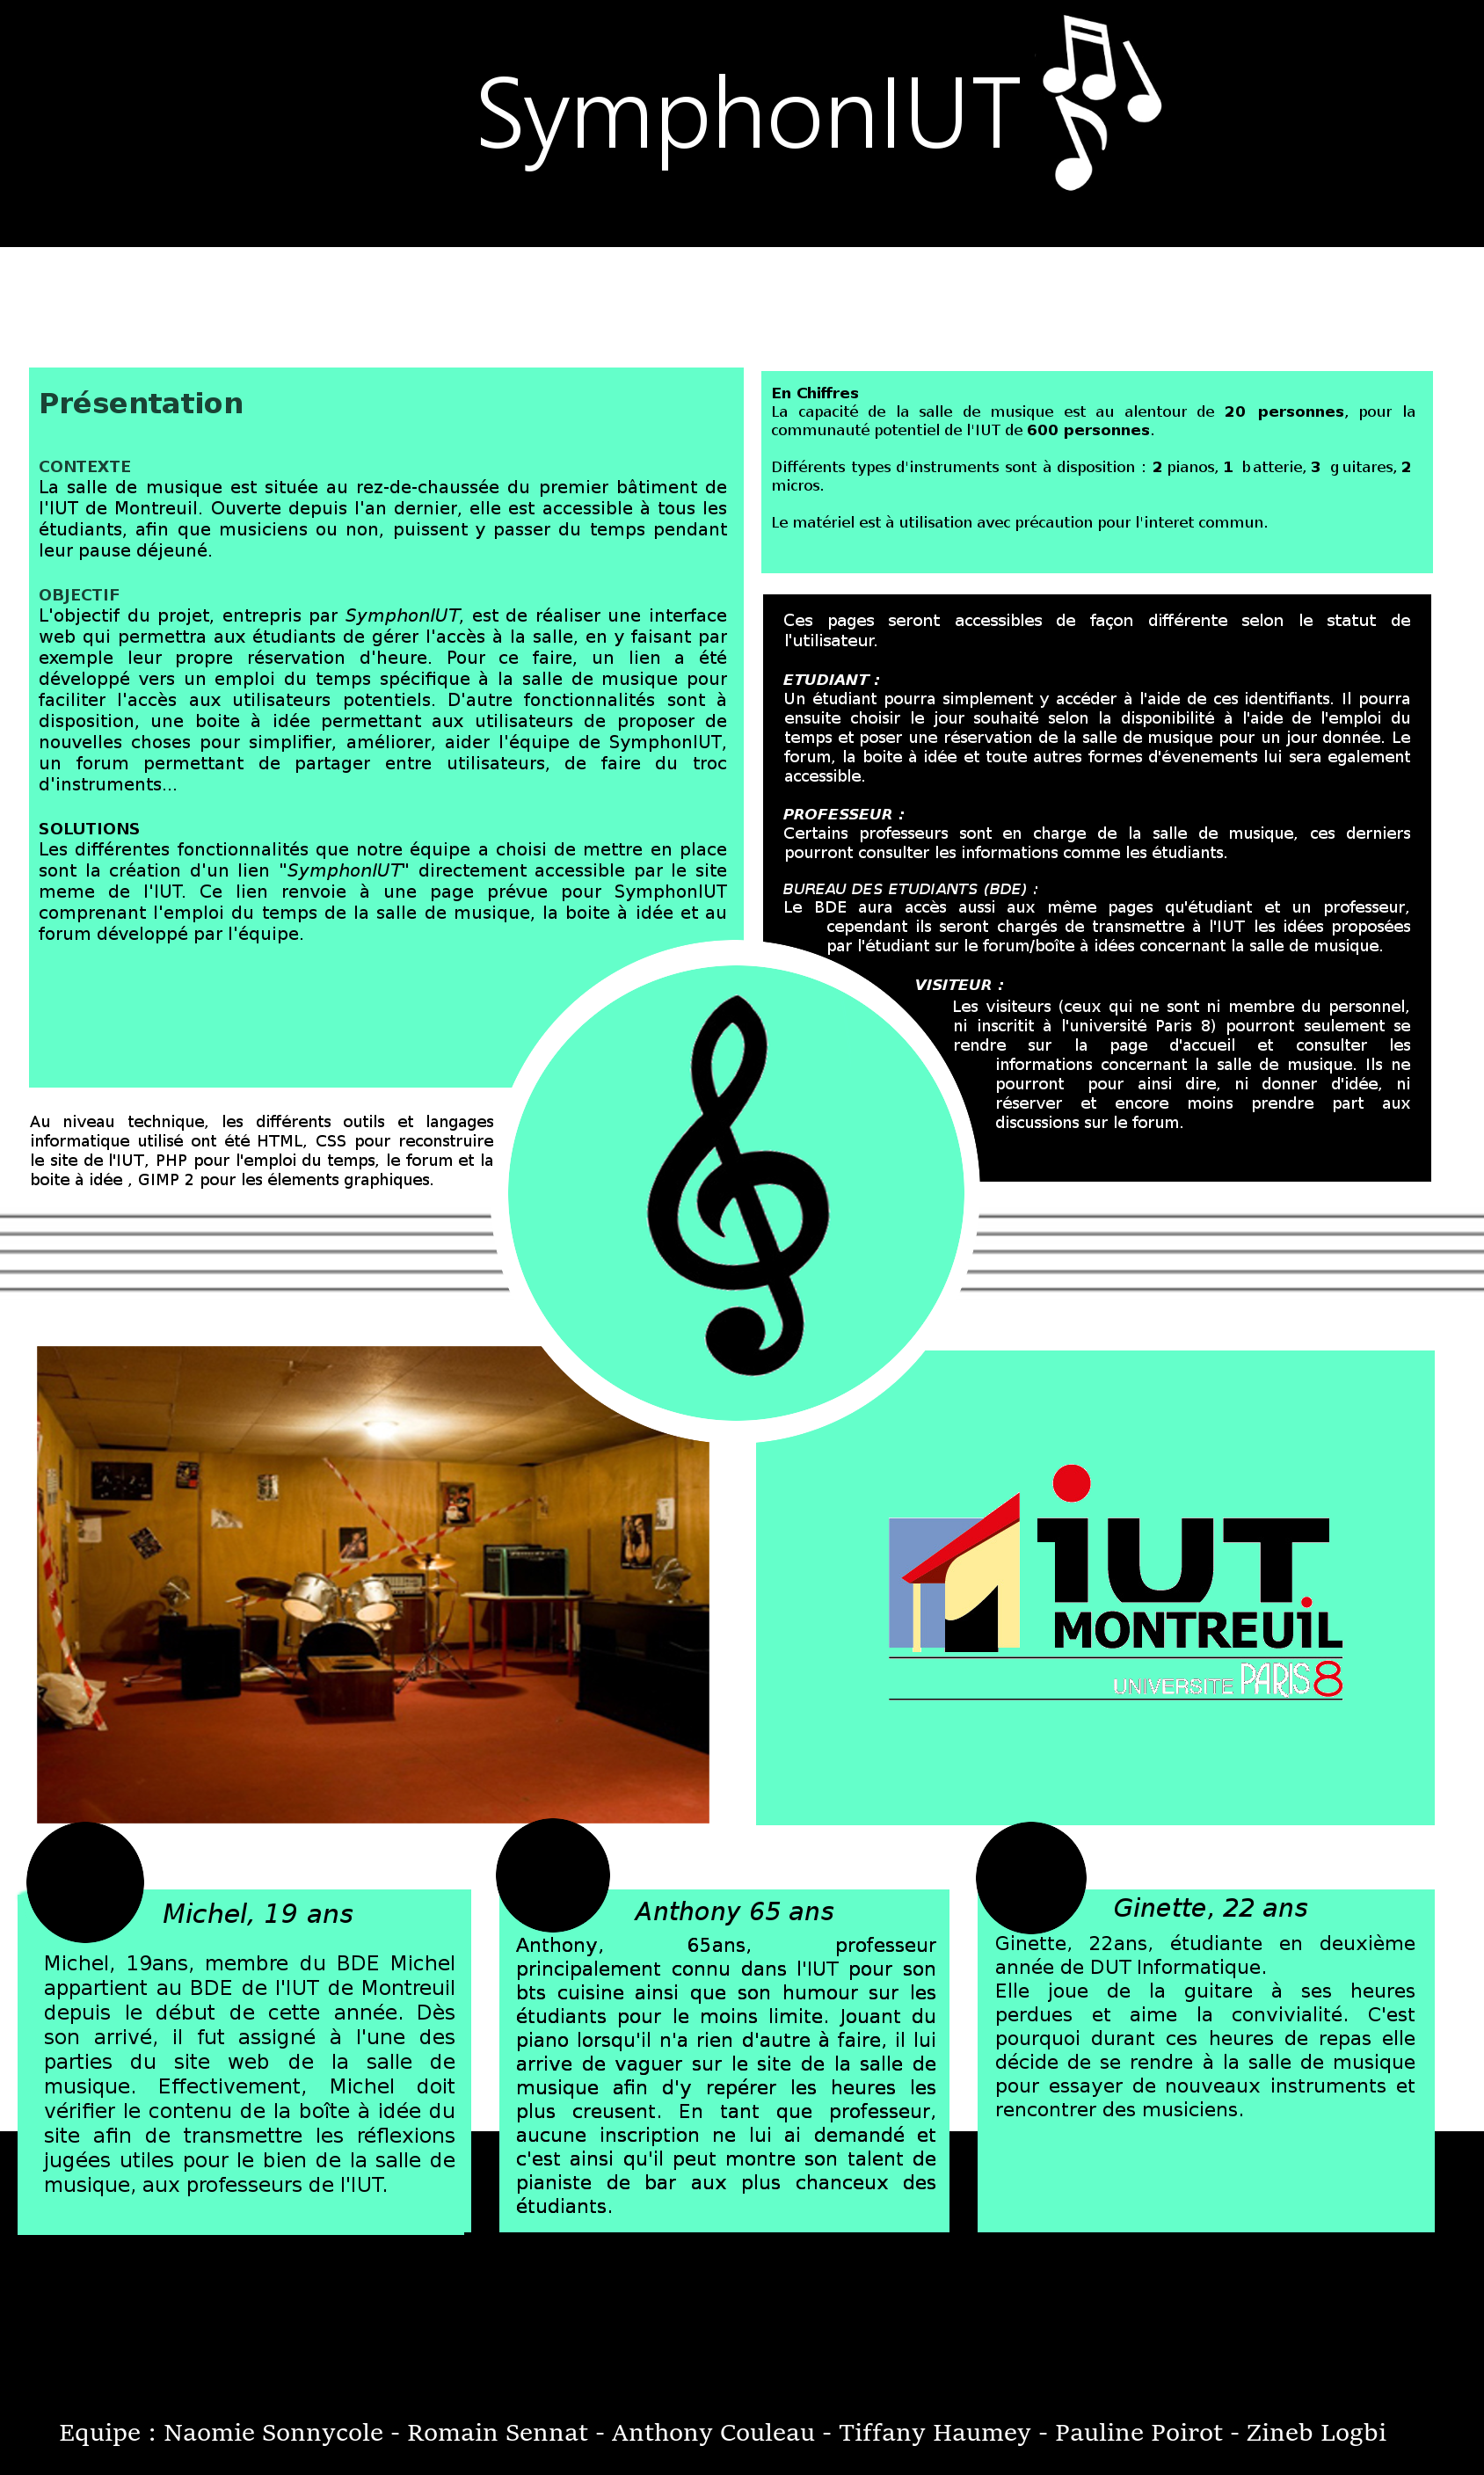 SymphonIUT
Présentation
CONTEXTE
La salle de musique est située au rez-de-chaussée du premier bâtiment de
l'IUT de Montreuil. Ouverte depuis l'an dernier, elle est accessible à tous les
étudiants, afin que musiciens ou non, puissent y passer du temps pendant
leur pause déjeuné.
OBJECTIF
L'objectif du projet, entrepris par SymphonIUT, est de réaliser une interface
web qui permettra aux étudiants de gérer l'accès à la salle, en y faisant par
exemple leur propre réservation d'heure. Pour ce faire, un lien a été
développé vers un emploi du temps spécifique à la salle de musique pour
faciliter l'accès aux utilisateurs potentiels. D'autre fonctionnalités sont à
disposition, une boite à idée permettant aux utilisateurs de proposer de
nouvelles choses pour simplifier, améliorer, aider l'équipe de SymphonIUT,
un forum permettant de partager entre utilisateurs, de faire du troc
d'instruments...
SOLUTIONS
Les différentes fonctionnalités que notre équipe a choisi de mettre en place
sont la création d'un lien "SymphonIUT" directement accessible par le site
meme de l'IUT. Ce lien renvoie à une page prévue pour SymphonIUT
comprenant l'emploi du temps de la salle de musique, la boite à idée et au
forum développé par l'équipe.
Au niveau technique, les différents outils et langages
informatique utilisé ont été HTML, CSS pour reconstruire
le site de l'IUT, PHP pour l'emploi du temps, le forum et la
boite à idée , GIMP 2 pour les élements graphiques.
En Chiffres
La capacité de la salle de musique est au alentour de 20 personnes, pour la
communauté potentiel de l'IUT de 600 personnes.
Différents types d'instruments sont à disposition : 2 pianos, 1 batterie, 3 guitares, 2
micros.
Le matériel est à utilisation avec précaution pour l'interet commun.
Ces pages seront accessibles de façon différente selon le statut de
l'utilisateur.
ETUDIANT :
Un étudiant pourra simplement y accéder à l'aide de ces identifiants. Il pourra
ensuite choisir le jour souhaité selon la disponibilité à l'aide de l'emploi du
temps et poser une réservation de la salle de musique pour un jour donnée. Le
forum, la boite à idée et toute autres formes d'évenements lui sera egalement
accessible.
PROFESSEUR :
Certains professeurs sont en charge de la salle de musique, ces derniers
pourront consulter les informations comme les étudiants.
BUREAU DES ETUDIANTS (BDE) :
Le BDE aura accès aussi aux même pages qu'étudiant et un professeur,
cependant ils seront chargés de transmettre à l'IUT les idées proposées
par l'étudiant sur le forum/boîte à idées concernant la salle de musique.
VISITEUR :
Les visiteurs (ceux qui ne sont ni membre du personnel,
ni inscritit à l'université Paris 8) pourront seulement se
rendre sur la page d'accueil et consulter les
informations concernant la salle de musique. Ils ne
pourront pour ainsi dire, ni donner d'idée, ni
réserver et encore moins prendre part aux
discussions sur le forum.
iUT
MONTREUiL
UNIVERSITE PARIS 8
Michel, 19 ans
Michel, 19ans, membre du BDE Michel
appartient au BDE de l'IUT de Montreuil
depuis le début de cette année. Dès
son arrivé, il fut assigné à l'une des
parties du site web de la salle de
musique. Effectivement, Michel doit
vérifier le contenu de la boîte à idée du
site afin de transmettre les réflexions
jugées utiles pour le bien de la salle de
musique, aux professeurs de l'IUT.
Anthony 65 ans
Anthony, 65ans, professeur
principalement connu dans l'IUT pour son
bts cuisine ainsi que son humour sur les
étudiants pour le moins limite. Jouant du
piano lorsqu'il n'a rien d'autre à faire, il lui
arrive de vaguer sur le site de la salle de
musique afin d'y repérer les heures les
plus creusent. En tant que professeur,
aucune inscription ne lui ai demandé et
c'est ainsi qu'il peut montre son talent de
pianiste de bar aux plus chanceux des
étudiants.
Ginette, 22 ans
Ginette, 22ans, étudiante en deuxième
année de DUT Informatique.
Elle joue de la guitare à ses heures
perdues et aime la convivialité. C'est
pourquoi durant ces heures de repas elle
décide de se rendre à la salle de musique
pour essayer de nouveaux instruments et
rencontrer des musiciens.
Equipe : Naomie Sonnycole - Romain Sennat - Anthony Couleau - Tiffany Haumey - Pauline Poirot - Zineb Logbi